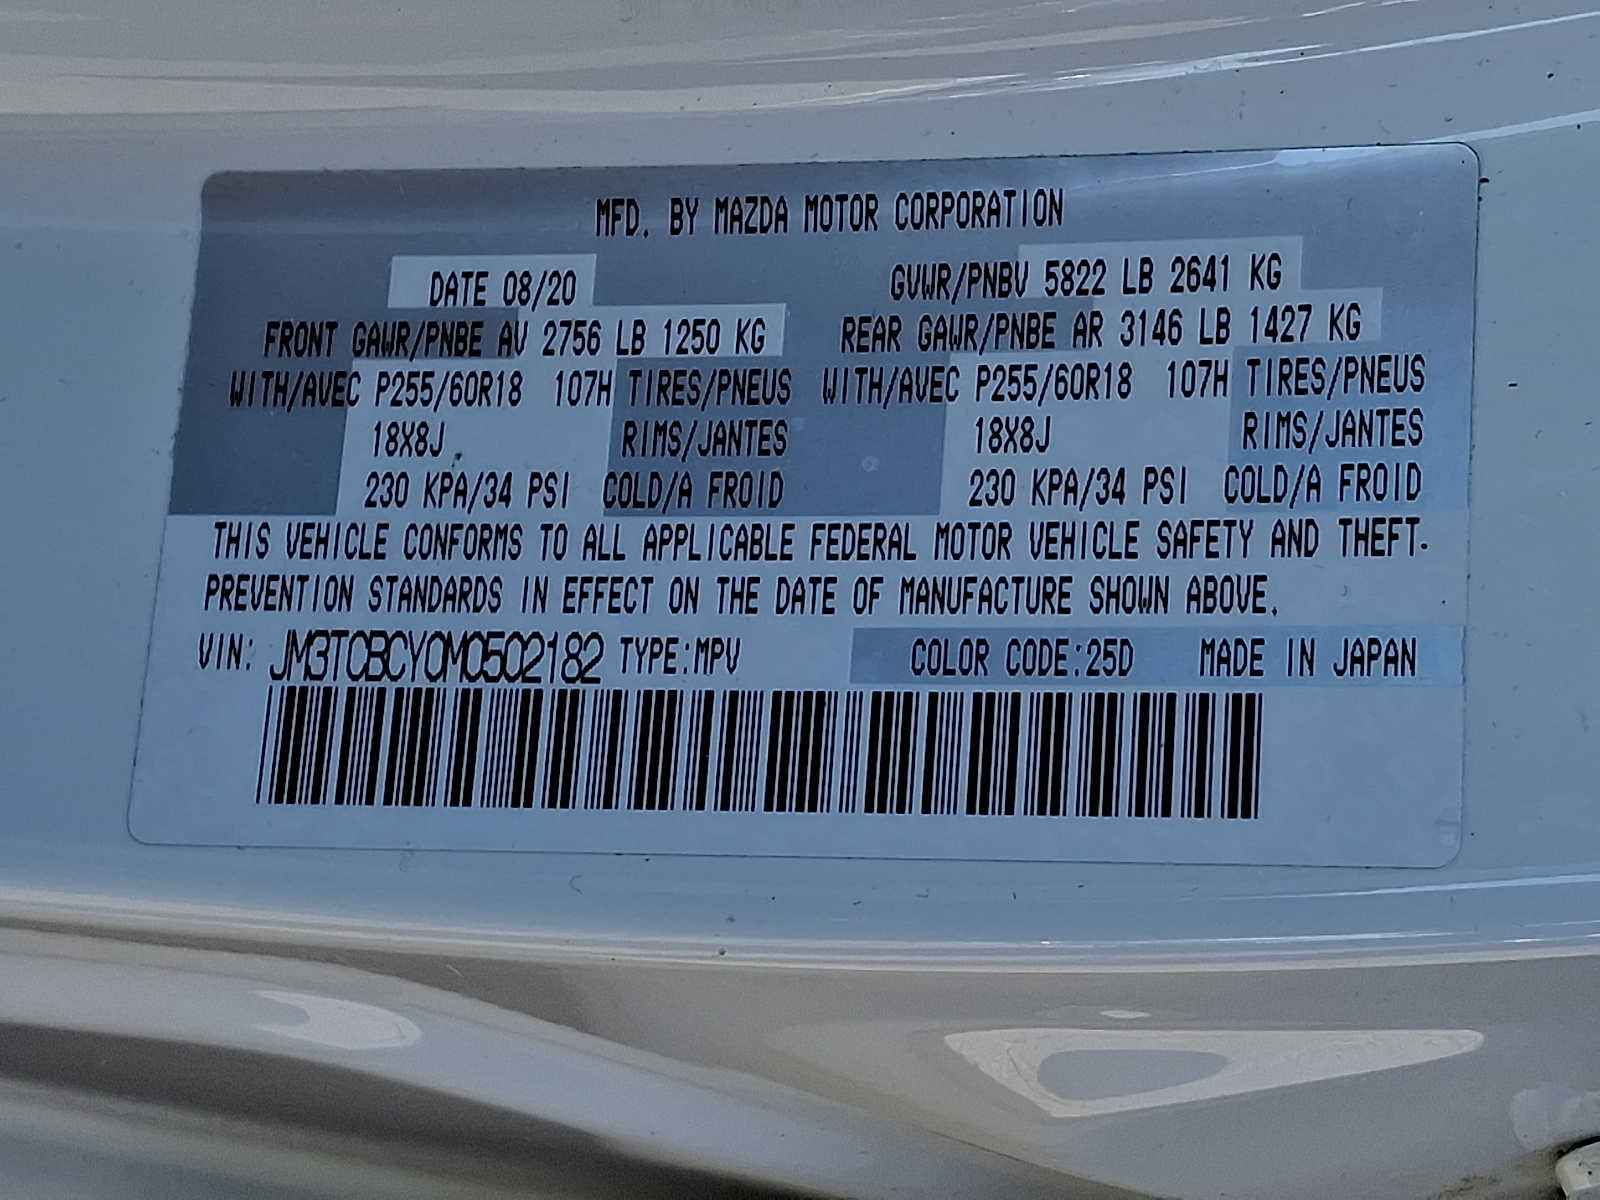 MFD. BY MAZDA MOTOR CORPORATION
DATE 08/20 GVWR/PNBV 5822 LB 2641 KG
FRONT GAWR/PNBE AV 2756 LB 1250 KG REAR GAWR/PNBE AR 3146 LB 1427 KG
WITH/AVEC P255/60R18 107H TIRES/PNEUS WITH/AVEC P255/60R18 107H TIRES/PNEUS
18X8J RIMS/JANTES 18X8J RIMS/JANTES
230 KPA/34 PSI COLD/A FROID 230 KPA/34 PSI COLD/A FROID
THIS VEHICLE CONFORMS TO ALL APPLICABLE FEDERAL MOTOR VEHICLE SAFETY AND THEFT-
PREVENTION STANDARDS IN EFFECT ON THE DATE OF MANUFACTURE SHOWN ABOVE.
VIN: JM3TCBCY0M0502182 TYPE:MPV COLOR CODE:25D MADE IN JAPAN